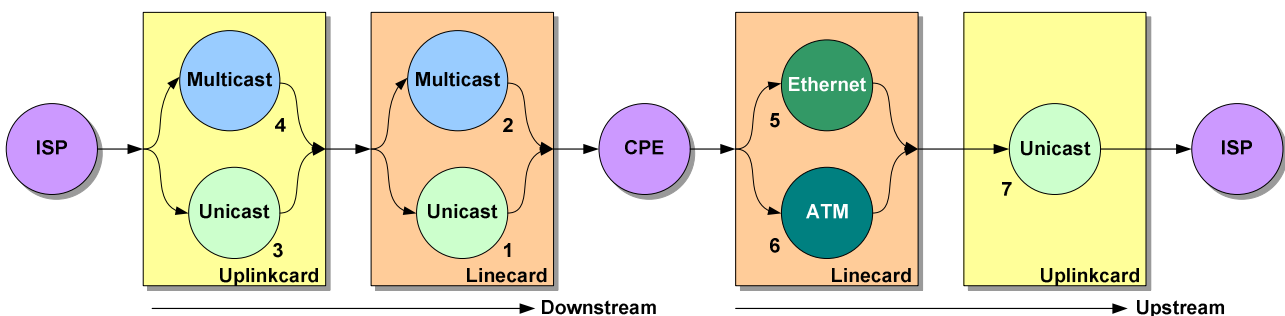 ISP
Multicast
4
Unicast
3
Uplinkcard
Multicast
2
Unicast
1
Linecard
Downstream
CPE
Ethernet
5
ATM
6
Linecard
Unicast
7
Uplinkcard
Upstream
ISP